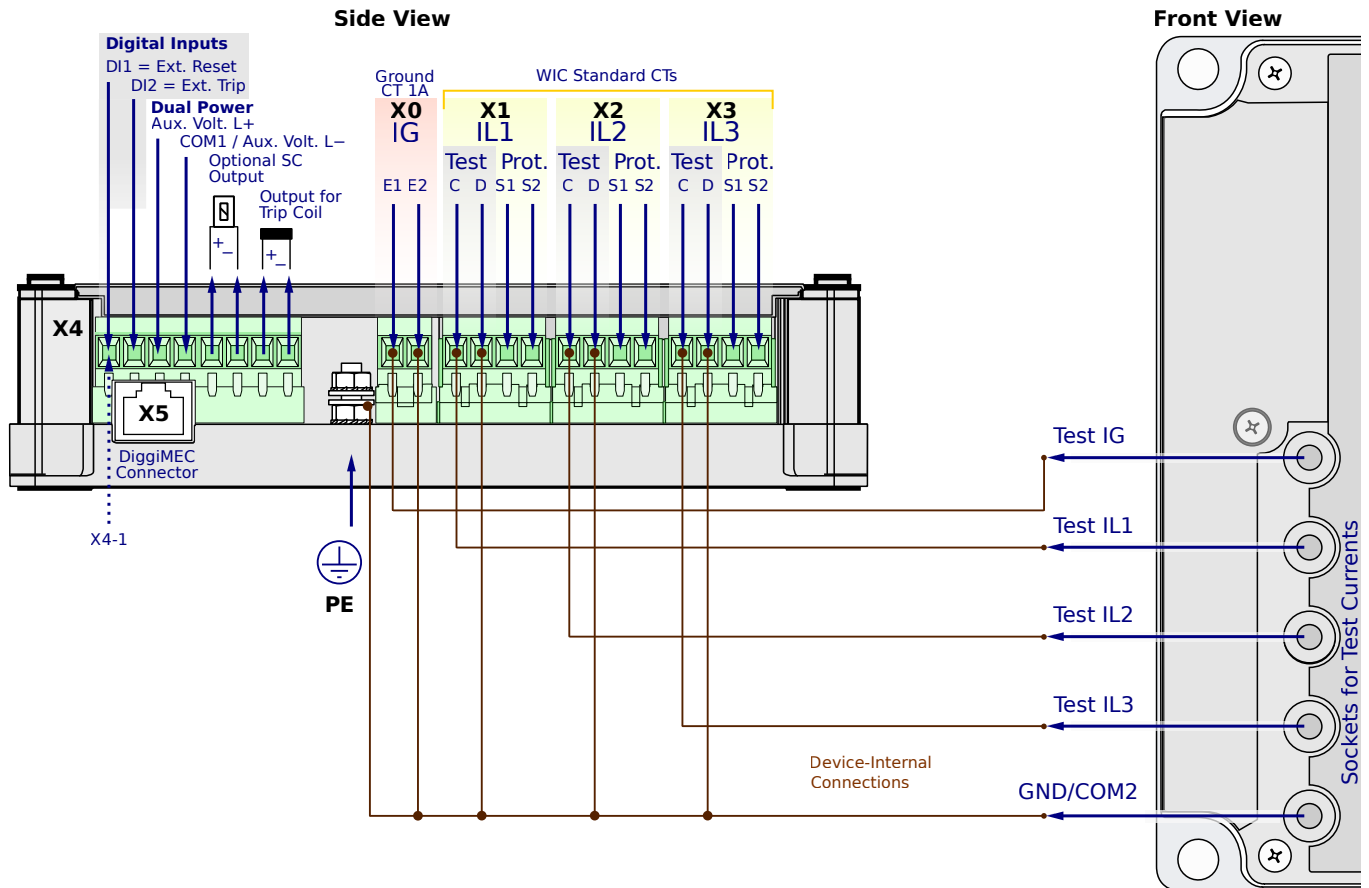 Side View
Front View
Digital Inputs
DI1 = Ext. Reset
DI2 = Ext. Trip
Dual Power
Aux. Volt. L+
COM1 / Aux. Volt. L−
Optional SC
Output
Output for
Trip Coil
+
−
+
−
Ground
CT 1A
X0
IG
E1 E2
WIC Standard CTs
X1
IL1
Test Prot.
C D S1 S2
X2
IL2
Test Prot.
C D S1 S2
X3
IL3
Test Prot.
C D S1 S2
X4
X5
DiggiMEC
Connector
X4-1
PE
Test IG
Test IL1
Test IL2
Test IL3
GND/COM2
Device-Internal
Connections
Sockets for Test Currents